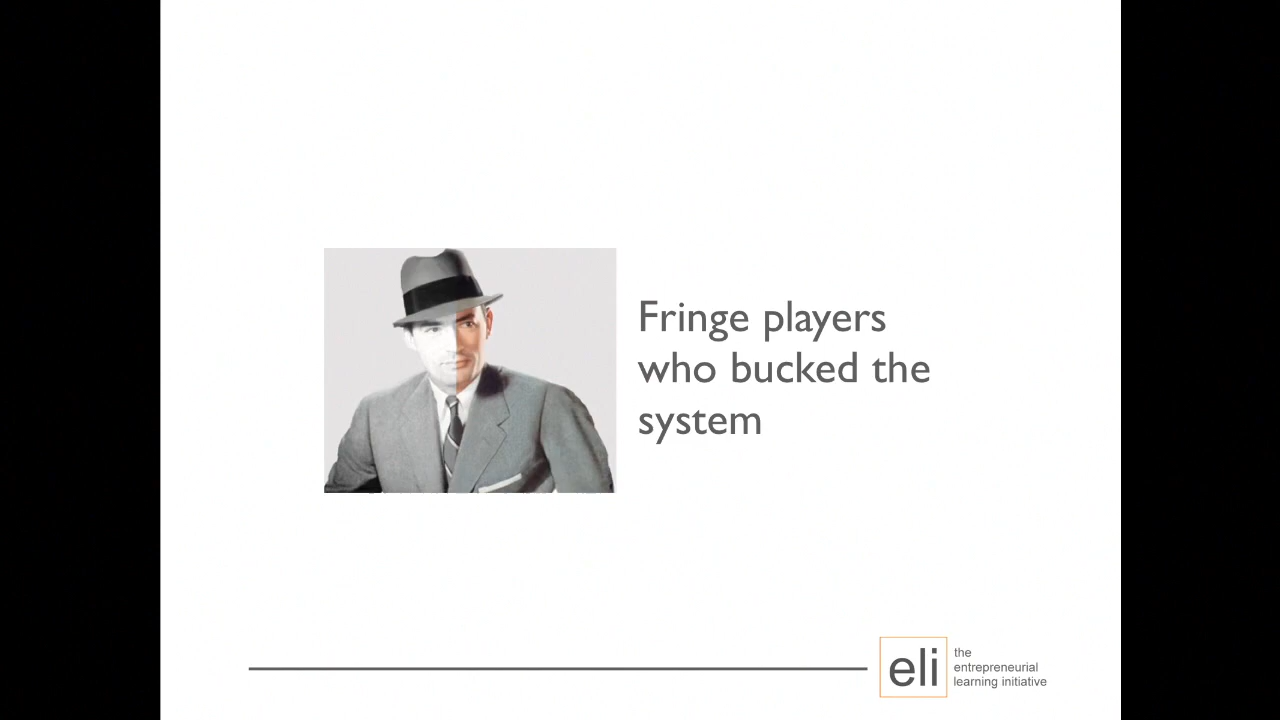 Fringe players
who bucked the
system
eli
the
entrepreneurial
learning initiative